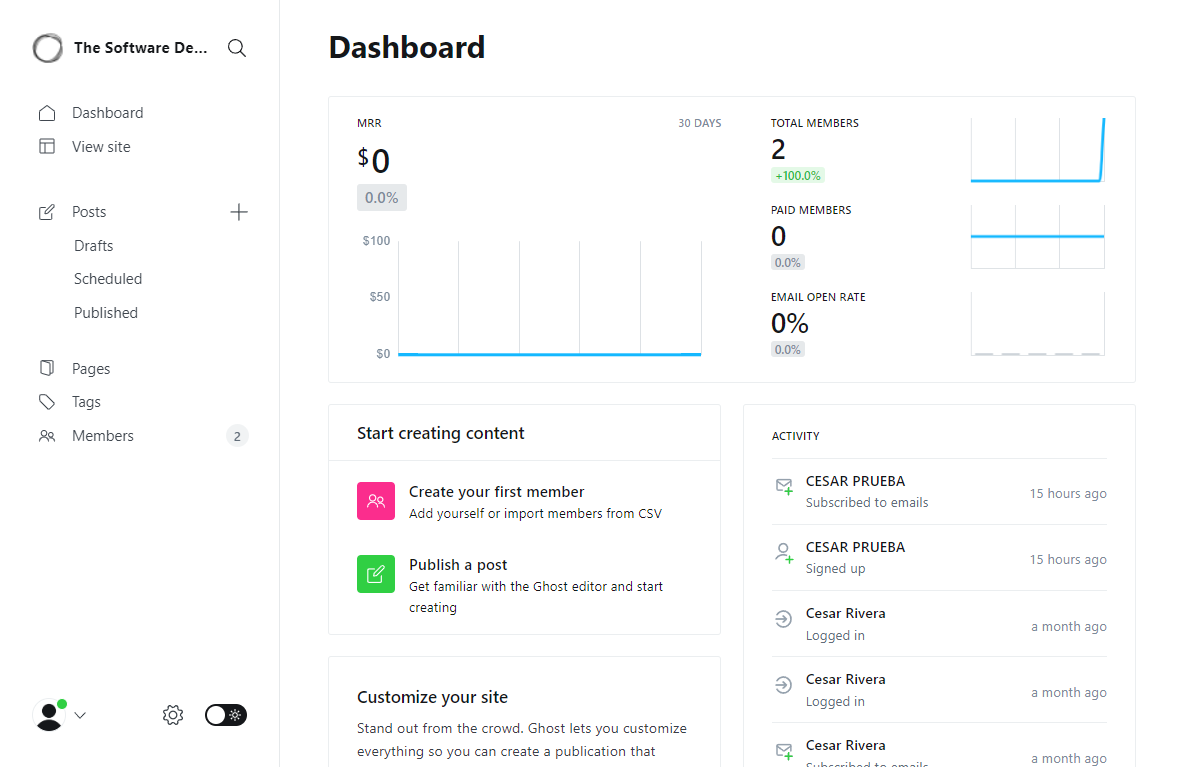 The Software De...
Dashboard
View site
Posts
Drafts
Scheduled
Published
Pages
Tags
Members
2
Dashboard
MRR
30 DAYS
$0
0.0%
$100
$50
$0
TOTAL MEMBERS
2
+100.0%
PAID MEMBERS
0
0.0%
EMAIL OPEN RATE
0%
0.0%
Start creating content
Create your first member
Add yourself or import members from CSV
Publish a post
Get familiar with the Ghost editor and start
creating
Customize your site
Stand out from the crowd. Ghost lets you customize
everything so you can create a publication that
ACTIVITY
CESAR PRUEBA
Subscribed to emails
15 hours ago
CESAR PRUEBA
Signed up
15 hours ago
Cesar Rivera
Logged in
a month ago
Cesar Rivera
Logged in
a month ago
Cesar Rivera
Subscribed to emails
a month ago